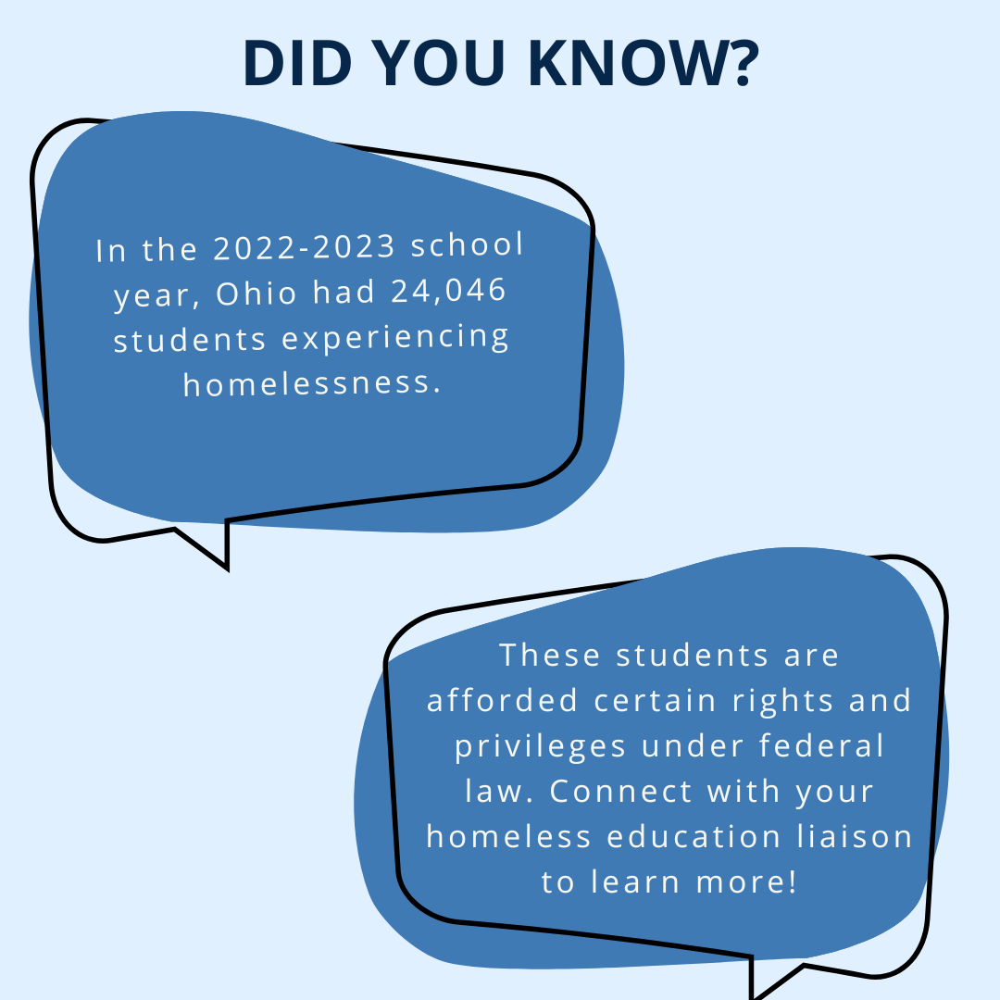 DID YOU KNOW?
In the 2022-2023 school
year, Ohio had 24,046
students experiencing
homelessness.
These students are
afforded certain rights and
privileges under federal
law. Connect with your
homeless education liaison
to learn more!